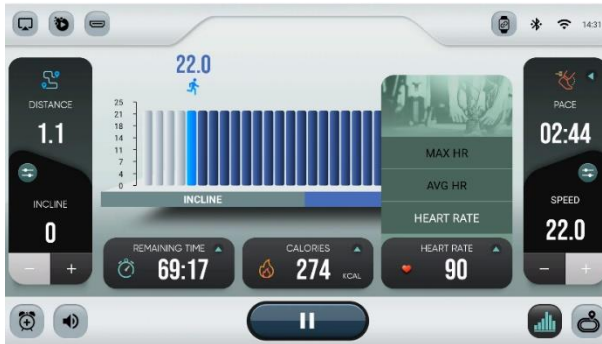 14:31
22.0
DISTANCE
1.1
INCLINE
0
−
+
25
21
18
14
11
7
4
0
INCLINE
MAX HR
AVG HR
HEART RATE
PACE
02:44
SPEED
22.0
−
+
REMAINING TIME
69:17
CALORIES
274 KCAL
HEART RATE
90